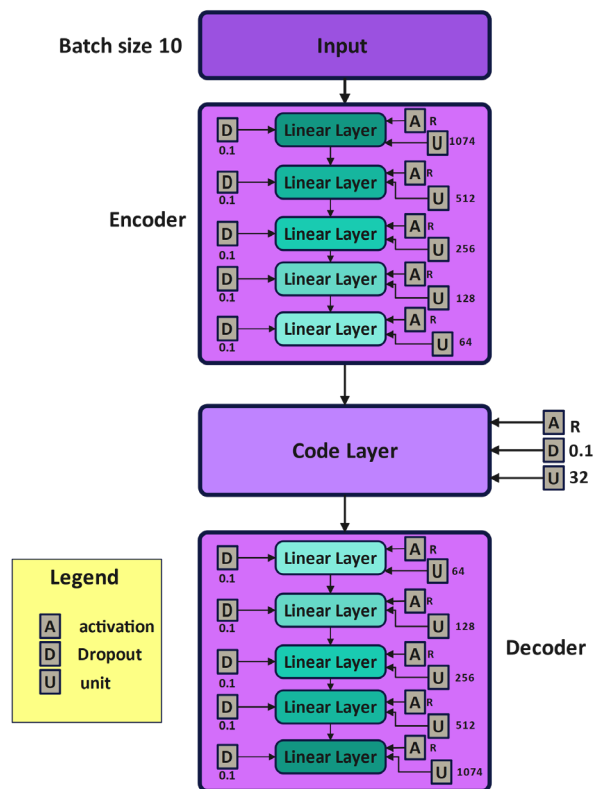 Batch size 10
Input
Encoder
D
0.1
Linear Layer
A R
U 1074
D
0.1
Linear Layer
A R
U 512
D
0.1
Linear Layer
A R
U 256
D
0.1
Linear Layer
A R
U 128
D
0.1
Linear Layer
A R
U 64
Code Layer
A R
D 0.1
U 32
Decoder
D
0.1
Linear Layer
A R
U 64
D
0.1
Linear Layer
A R
U 128
D
0.1
Linear Layer
A R
U 256
D
0.1
Linear Layer
A R
U 512
D
0.1
Linear Layer
A R
U 1074
Legend
A activation
D Dropout
U unit